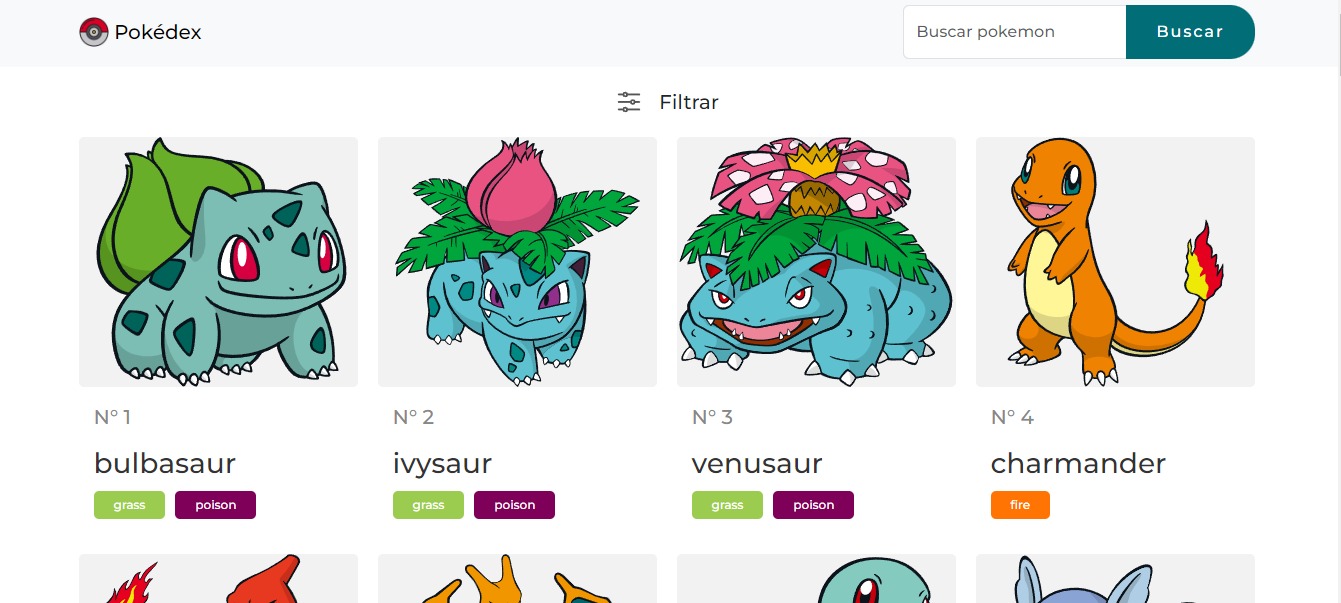 Pokédex
Buscar pokemon
Buscar
Filtrar
N° 1
bulbasaur
grass poison
N° 2
ivysaur
grass poison
N° 3
venusaur
grass poison
N° 4
charmander
fire